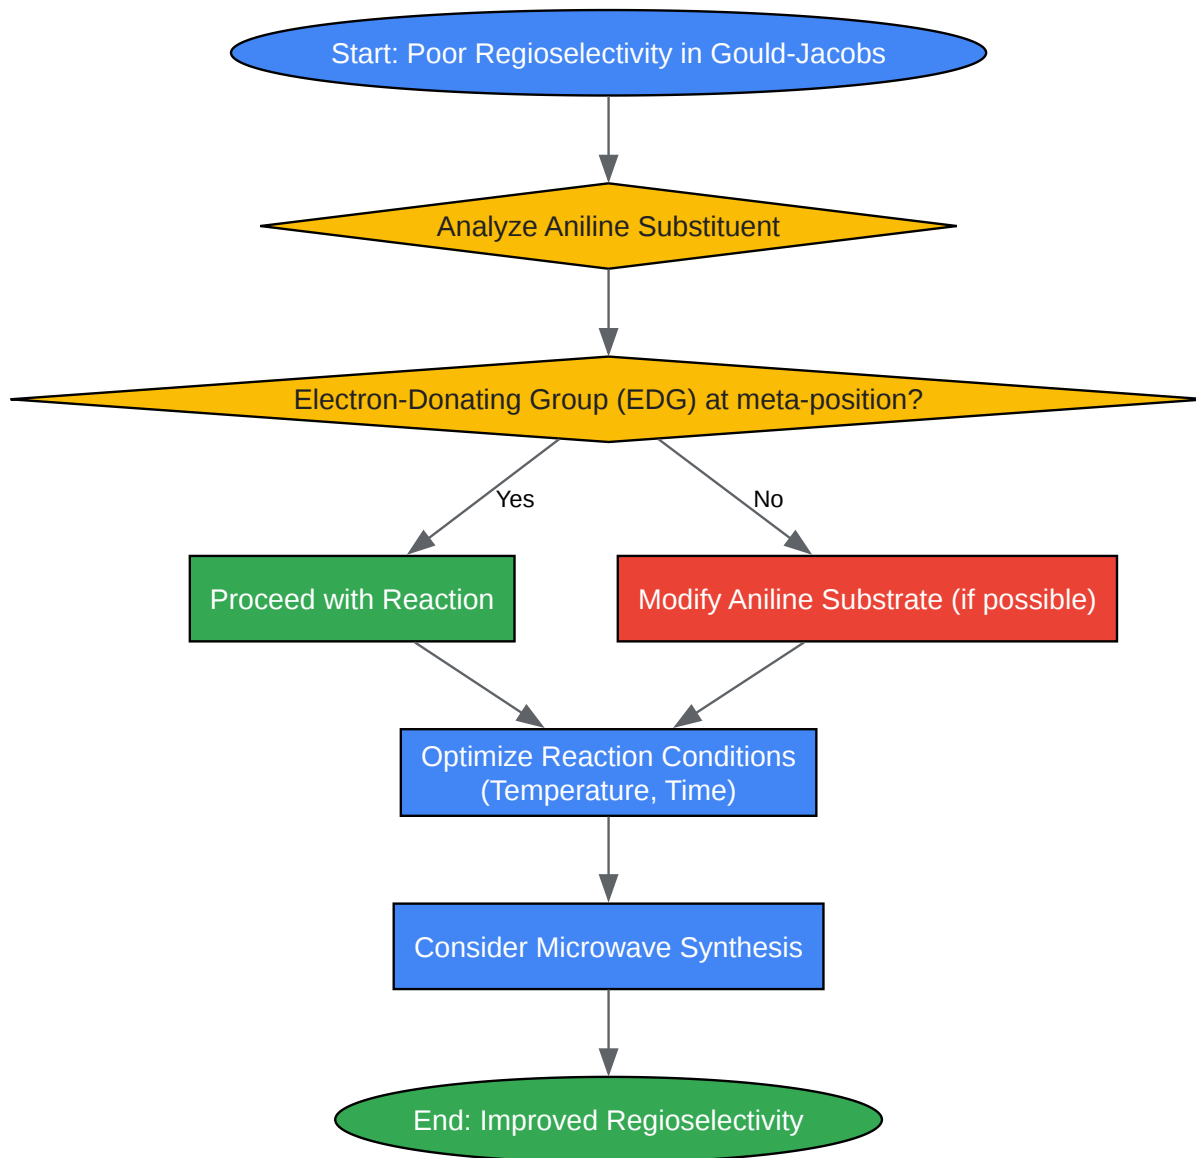 Start: Poor Regioselectivity in Gould-Jacobs
Analyze Aniline Substituent
Electron-Donating Group (EDG) at meta-position?
Yes
No
Proceed with Reaction
Modify Aniline Substrate (if possible)
Optimize Reaction Conditions
(Temperature, Time)
Consider Microwave Synthesis
End: Improved Regioselectivity